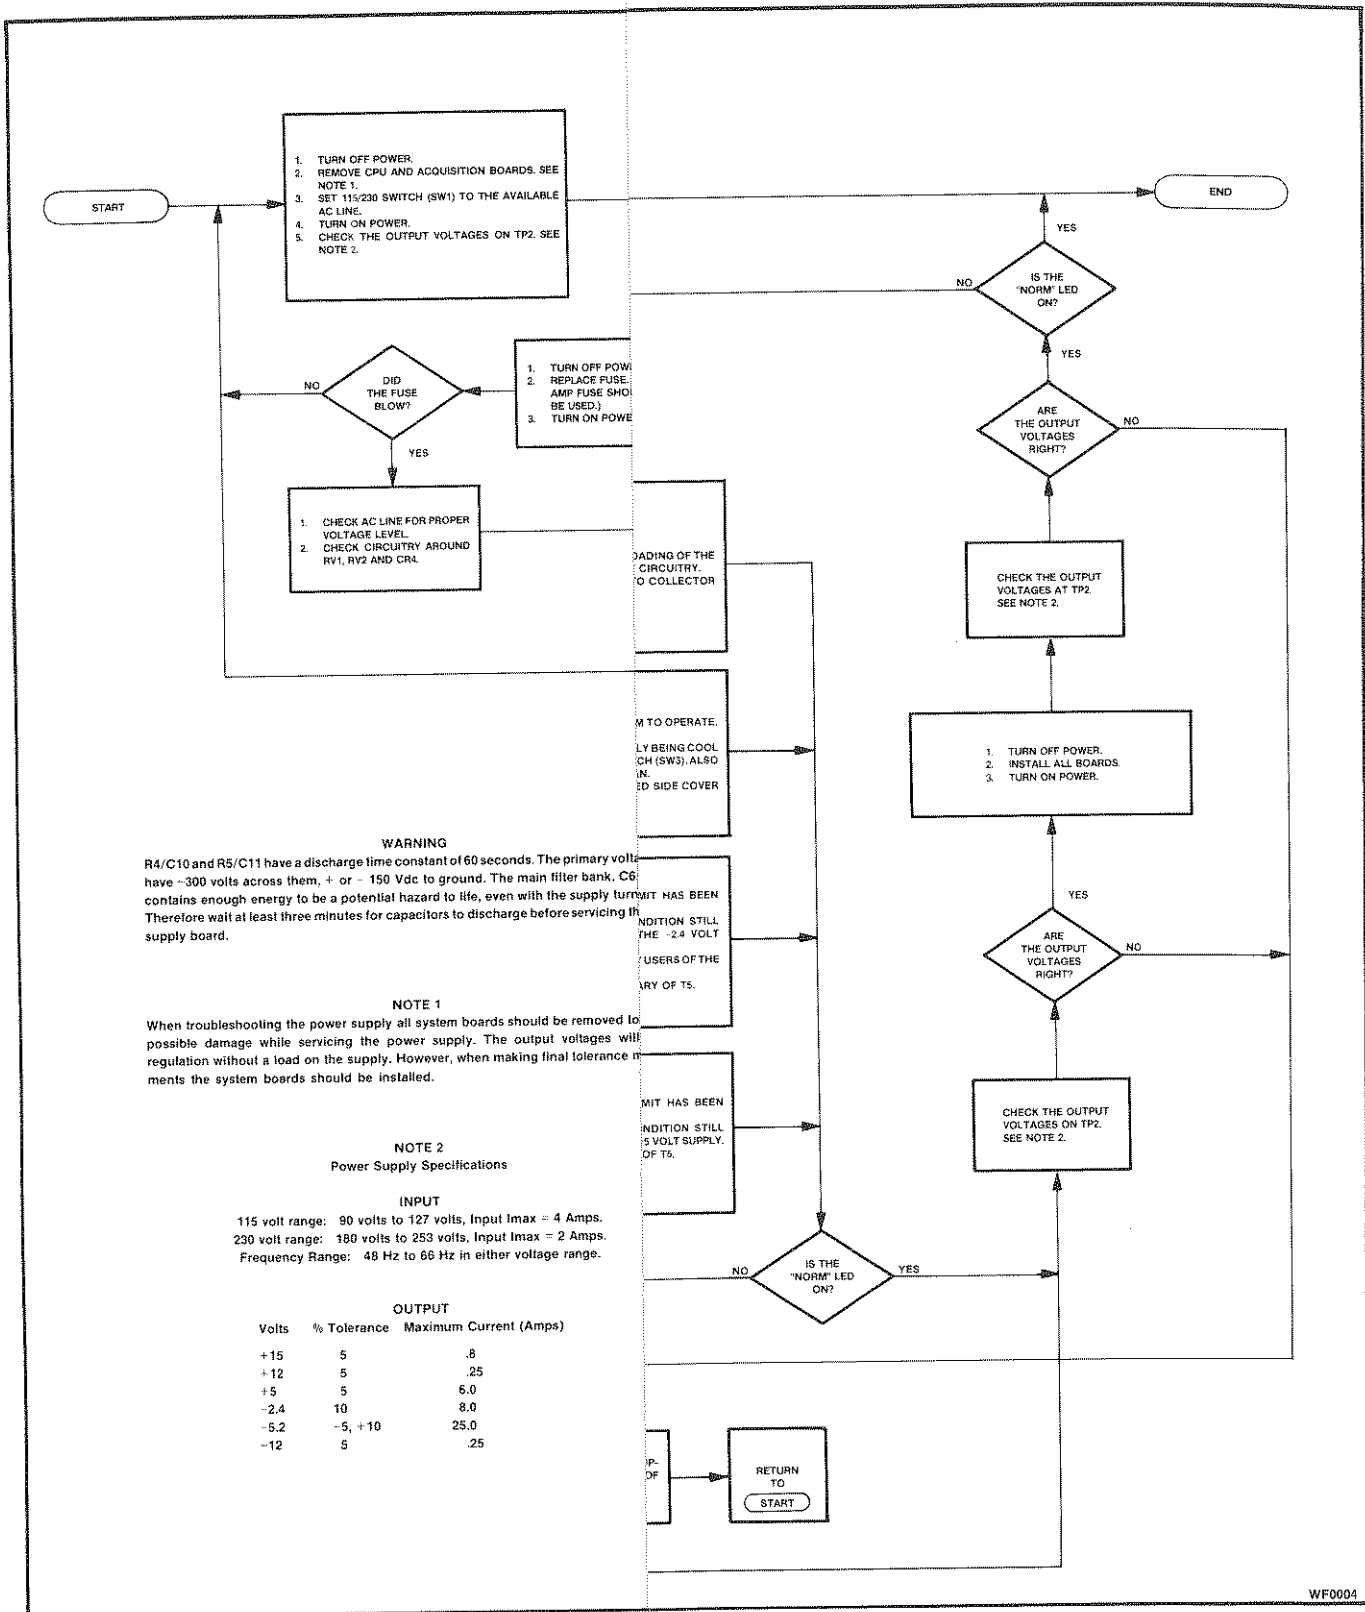 START
1. TURN OFF POWER.
2. REMOVE CPU AND ACQUISITION BOARDS. SEE
NOTE 1.
3. SET 115/230 SWITCH (SW1) TO THE AVAILABLE
AC LINE.
4. TURN ON POWER.
5. CHECK THE OUTPUT VOLTAGES ON TP2. SEE
NOTE 2.
END
YES
IS THE
"NORM" LED
ON?
NO
YES
ARE
THE OUTPUT
VOLTAGES
RIGHT?
NO
CHECK THE OUTPUT
VOLTAGES AT TP2.
SEE NOTE 2.
1. TURN OFF POWER.
2. INSTALL ALL BOARDS.
3. TURN ON POWER.
YES
ARE
THE OUTPUT
VOLTAGES
RIGHT?
NO
CHECK THE OUTPUT
VOLTAGES ON TP2.
SEE NOTE 2.
NO
DID
THE FUSE
BLOW?
YES
1. TURN OFF POW
2. REPLACE FUSE.
AMP FUSE SHO
BE USED.)
3. TURN ON POWE
1. CHECK AC LINE FOR PROPER
VOLTAGE LEVEL.
2. CHECK CIRCUITRY AROUND
RV1, RV2 AND CR4.
OADING OF THE
CIRCUITRY.
O COLLECTOR
M TO OPERATE.
LY BEING COOL
CH (SW3). ALSO
N.
ED SIDE COVER
MIT HAS BEEN
NDITION STILL
THE -2.4 VOLT
USERS OF THE
ARY OF T5.
MIT HAS BEEN
NDITION STILL
5 VOLT SUPPLY.
OF T5.
NO
IS THE
"NORM" LED
ON?
YES
WARNING
R4/C10 and R5/C11 have a discharge time constant of 60 seconds. The primary volta
have ~300 volts across them, + or - 150 Vdc to ground. The main filter bank, C6
contains enough energy to be a potential hazard to life, even with the supply turn
Therefore wait at least three minutes for capacitors to discharge before servicing th
supply board.
NOTE 1
When troubleshooting the power supply all system boards should be removed to
possible damage while servicing the power supply. The output voltages will
regulation without a load on the supply. However, when making final tolerance m
ments the system boards should be installed.
NOTE 2
Power Supply Specifications
INPUT
115 volt range: 90 volts to 127 volts, Input Imax = 4 Amps.
230 volt range: 180 volts to 253 volts, Input Imax = 2 Amps.
Frequency Range: 48 Hz to 66 Hz in either voltage range.
OUTPUT
Volts % Tolerance Maximum Current (Amps)
+15 5 .8
+12 5 .25
+5 5 6.0
-2.4 10 8.0
-5.2 -5, +10 25.0
-12 5 .25
OP-
OF
RETURN
TO
START
WF0004